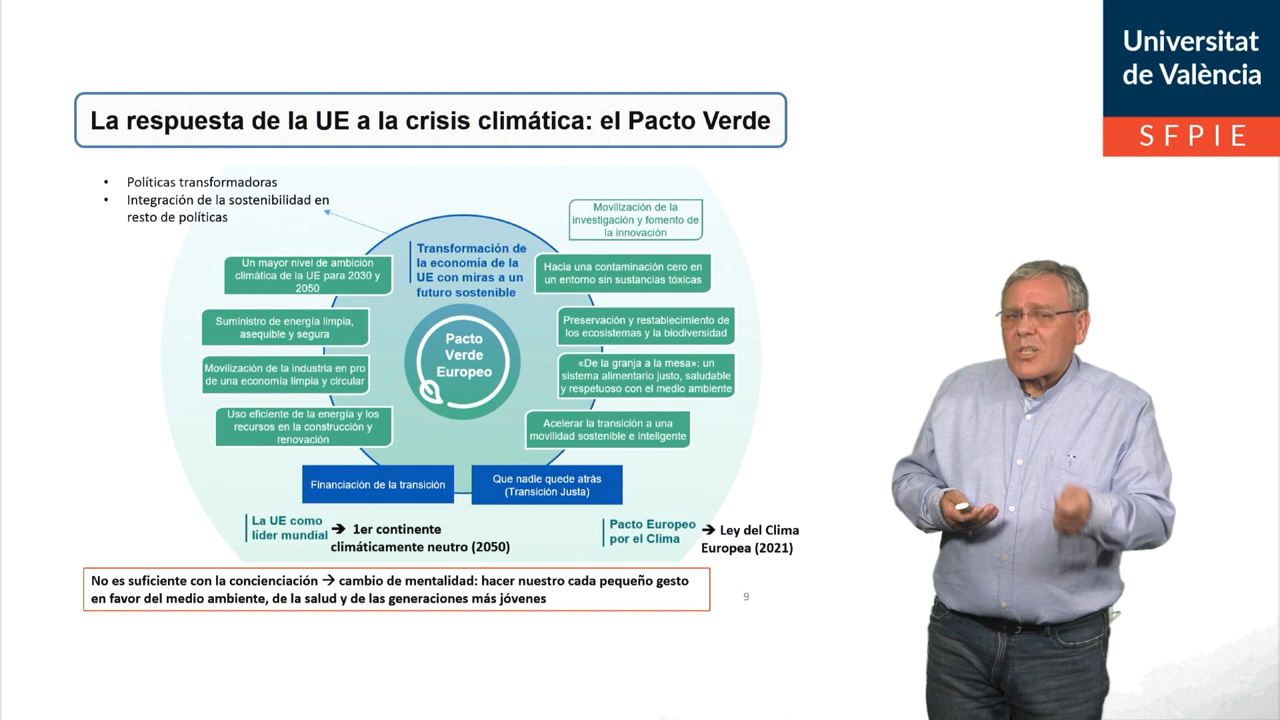 Universitat
de València
SFPIE
La respuesta de la UE a la crisis climática: el Pacto Verde
• Políticas transformadoras
• Integración de la sostenibilidad en
resto de políticas
Movilización de la
investigación y fomento de
la innovación
Transformación de
la economía de la
UE con miras a un
futuro sostenible
Un mayor nivel de ambición
climática de la UE para 2030 y
2050
Hacia una contaminación cero en
un entorno sin sustancias tóxicas
Suministro de energía limpia,
asequible y segura
Preservación y restablecimiento de
los ecosistemas y la biodiversidad
Pacto
Verde
Europeo
Movilización de la industria en pro
de una economía limpia y circular
«De la granja a la mesa»: un
sistema alimentario justo, saludable
y respetuoso con el medio ambiente
Uso eficiente de la energía y los
recursos en la construcción y
renovación
Acelerar la transición a una
movilidad sostenible e inteligente
Financiación de la transición
Que nadie quede atrás
(Transición Justa)
La UE como
líder mundial
➔ 1er continente
climáticamente neutro (2050)
Pacto Europeo
por el Clima
➔ Ley del Clima
Europea (2021)
No es suficiente con la concienciación → cambio de mentalidad: hacer nuestro cada pequeño gesto
en favor del medio ambiente, de la salud y de las generaciones más jóvenes
9